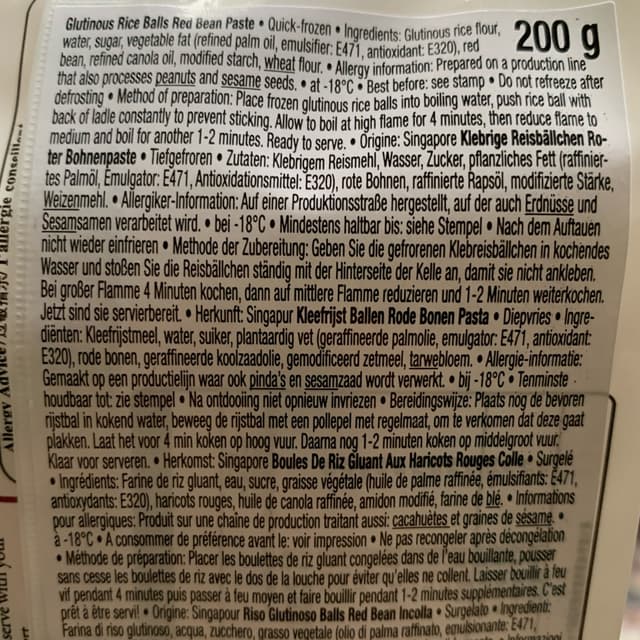 Glutinous Rice Balls Red Bean Paste • Quick-frozen • Ingredients: Glutinous rice flour,
water, sugar, vegetable fat (refined palm oil, emulsifier: E471, antioxidant: E320), red
200 g
bean, refined canola oil, modified starch, wheat flour. • Allergy information: Prepared on a production line
that also processes peanuts and sesame seeds. • at -18°C • Best before: see stamp • Do not refreeze after
defrosting • Method of preparation: Place frozen glutinous rice balls into boiling water, push rice ball with
back of ladle constantly to prevent sticking. Allow to boil at high flame for 4 minutes, then reduce flame to
medium and boil for another 1-2 minutes. Ready to serve. • Origine: Singapore Klebrige Reisbällchen Ro-
ter Bohnenpaste • Tiefgefroren • Zutaten: Klebrigem Reismehl, Wasser, Zucker, pflanzliches Fett (raffinier-
tes Palmöl, Emulgator: E471, Antioxidationsmittel: E320), rote Bohnen, raffinierte Rapsöl, modifizierte Stärke,
Weizenmehl. • Allergiker-Information: Auf einer Produktionsstraße hergestellt, auf der auch Erdnüsse und
Sesamsamen verarbeitet wird. • bei -18°C • Mindestens haltbar bis: siehe Stempel • Nach dem Auftauen
nicht wieder einfrieren • Methode der Zubereitung: Geben Sie die gefrorenen Klebreisbällchen in kochendes
Wasser und stoßen Sie die Reisbällchen ständig mit der Hinterseite der Kelle an, damit sie nicht ankleben.
Bei großer Flamme 4 Minuten kochen, dann auf mittlere Flamme reduzieren und 1-2 Minuten weiterkochen.
Jetzt sind sie servierbereit. • Herkunft: Singapur Kleefrijst Ballen Rode Bonen Pasta • Diepvries • Ingre-
diënten: Kleefrijstmeel, water, suiker, plantaardig vet (geraffineerde palmolie, emulgator: E471, antioxidant:
E320), rode bonen, geraffineerde koolzaadolie, gemodificeerd zetmeel, tarwebloem. • Allergie-informatie:
Gemaakt op een productielijn waar ook pinda's en sesamzaad wordt verwerkt. • bij -18°C • Tenminste
houdbaar tot: zie stempel • Na ontdooiing niet opnieuw invriezen • Bereidingswijze: Plaats nog de bevoren
rijstbal in kokend water, beweeg de rijstbal met een pollepel met regelmaat, om te verkomen dat deze gaat
plakken. Laat het voor 4 min koken op hoog vuur. Daarna nog 1-2 minuten koken op middelgroot vuur.
Klaar voor serveren. • Herkomst: Singapore Boules De Riz Gluant Aux Haricots Rouges Colle • Surgelé
• Ingrédients: Farine de riz gluant, eau, sucre, graisse végétale (huile de palme raffinée, émulsifiants: E471,
antioxydants: E320), haricots rouges, huile de canola raffinée, amidon modifié, farine de blé. • Informations
pour allergiques: Produit sur une chaîne de production traitant aussi: cacahuètes et graines de sésame. •
à -18°C • A consommer de préférence avant le: voir impression • Ne pas recongeler après décongélation
• Méthode de préparation: Placer les boulettes de riz gluant congelées dans de l'eau bouillante, pousser
sans cesse les boulettes de riz avec le dos de la louche pour éviter qu'elles ne collent. Laisser bouillir à feu
vif pendant 4 minutes puis passer à feu moyen et faire bouillir pendant 1-2 minutes supplémentaires. C'est
prêt à être servi! • Origine: Singapour Riso Glutinoso Balls Red Bean Incolla • Surgelato • Ingredienti:
Farina di riso glutinoso, acqua, zucchero, grasso vegetale (olio di palma raffinato, emulsionante: E471,
Allergy Advice/
serve with your